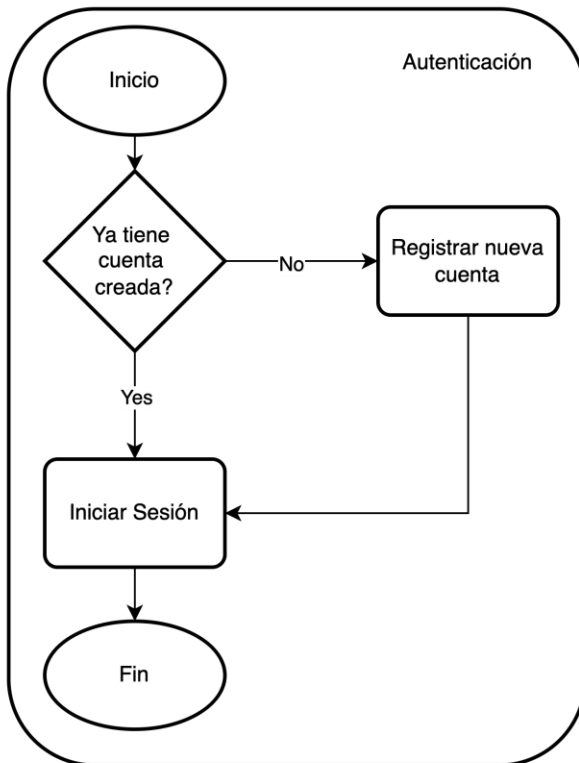 Autenticación
Inicio
Ya tiene
cuenta
creada?
No
Registrar nueva
cuenta
Yes
Iniciar Sesión
Fin